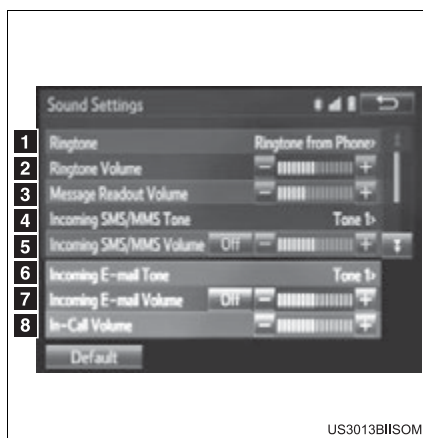 Sound Settings
1 Ringtone Ringtone from Phone›
2 Ringtone Volume − +
3 Message Readout Volume − +
4 Incoming SMS/MMS Tone Tone 1›
5 Incoming SMS/MMS Volume Off − +
6 Incoming E-mail Tone Tone 1›
7 Incoming E-mail Volume Off − +
8 In-Call Volume − +
Default
US3013BIISOM